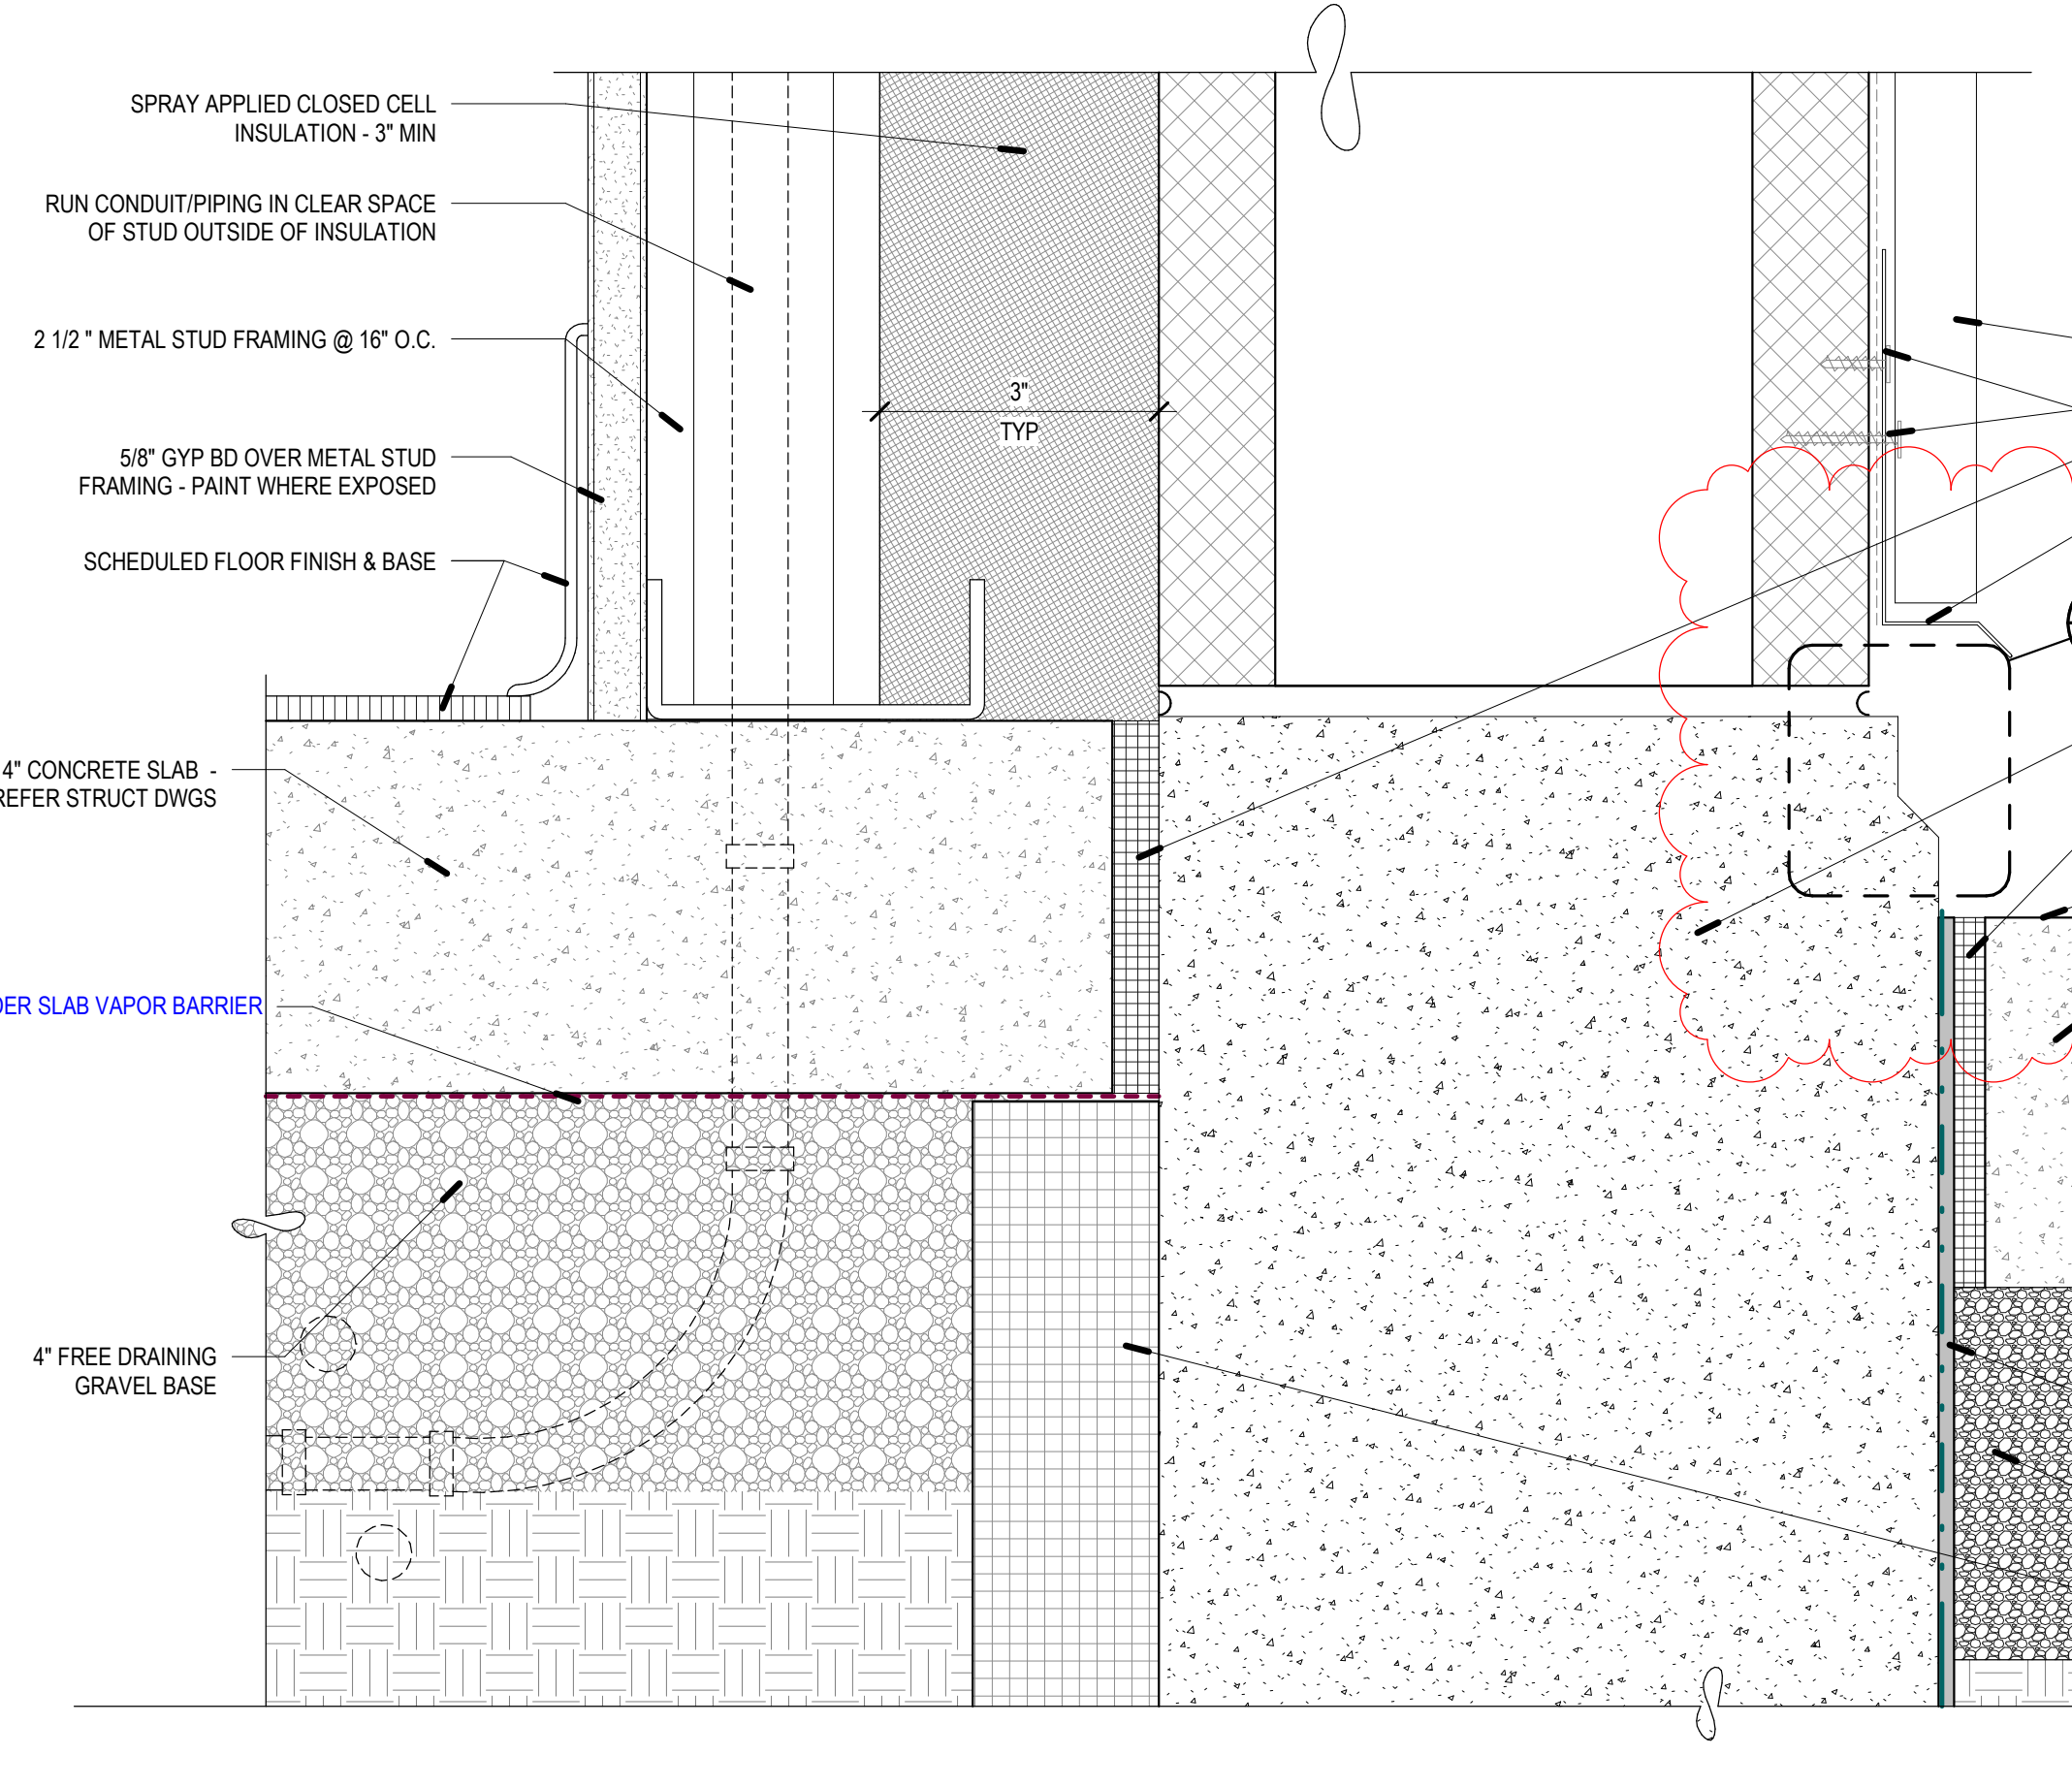 SPRAY APPLIED CLOSED CELL
INSULATION - 3" MIN
RUN CONDUIT/PIPING IN CLEAR SPACE
OF STUD OUTSIDE OF INSULATION
2 1/2 " METAL STUD FRAMING @ 16" O.C.
3"
TYP
5/8" GYP BD OVER METAL STUD
FRAMING - PAINT WHERE EXPOSED
SCHEDULED FLOOR FINISH & BASE
4" CONCRETE SLAB -
REFER STRUCT DWGS
SLAB VAPOR BARRIER
4" FREE DRAINING
GRAVEL BASE